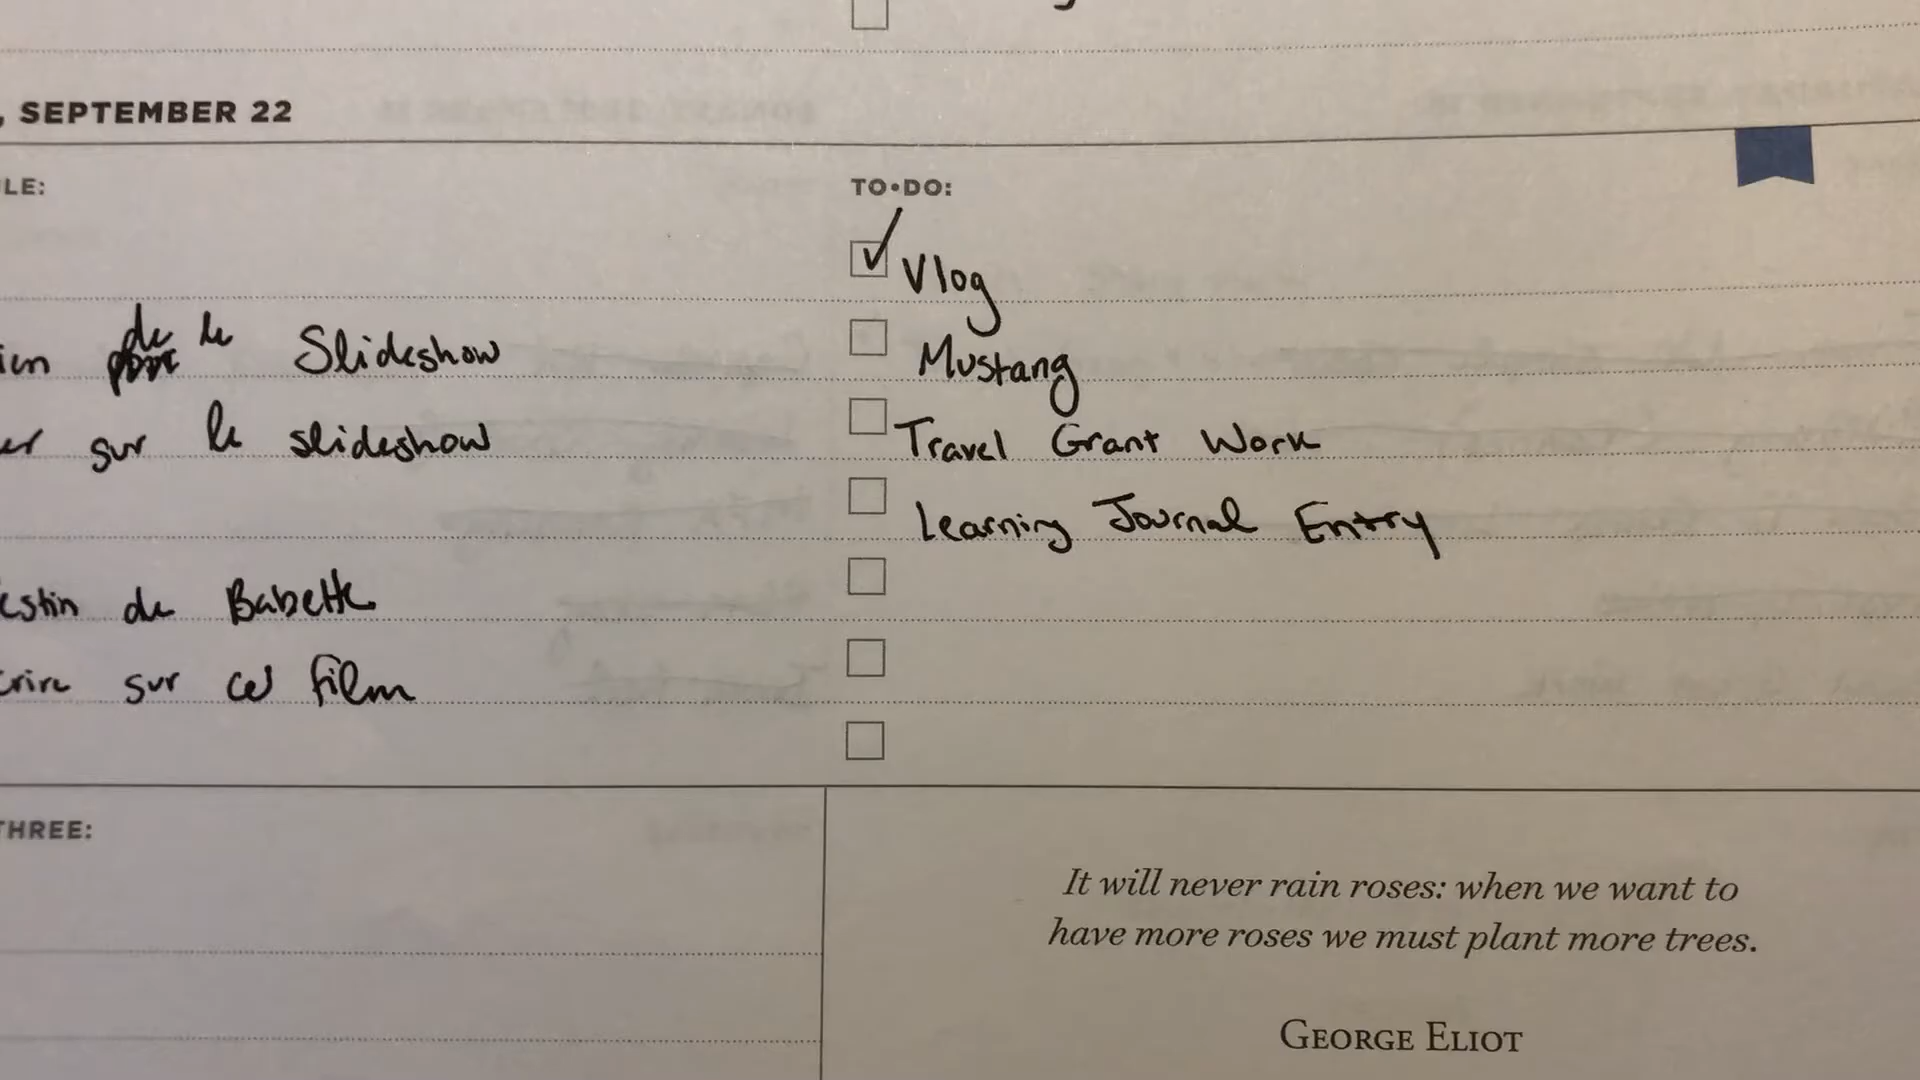 , SEPTEMBER 22
LE:
de le Slideshow
sur le slideshow
de Babette
sur ce film
TO•DO:
Vlog
Mustang
Travel Grant Work
Learning Journal Entry
THREE:
It will never rain roses: when we want to
have more roses we must plant more trees.
GEORGE ELIOT